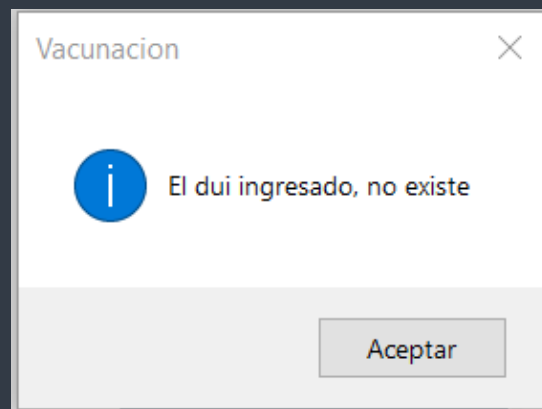 Vacunacion
El dui ingresado, no existe
Aceptar